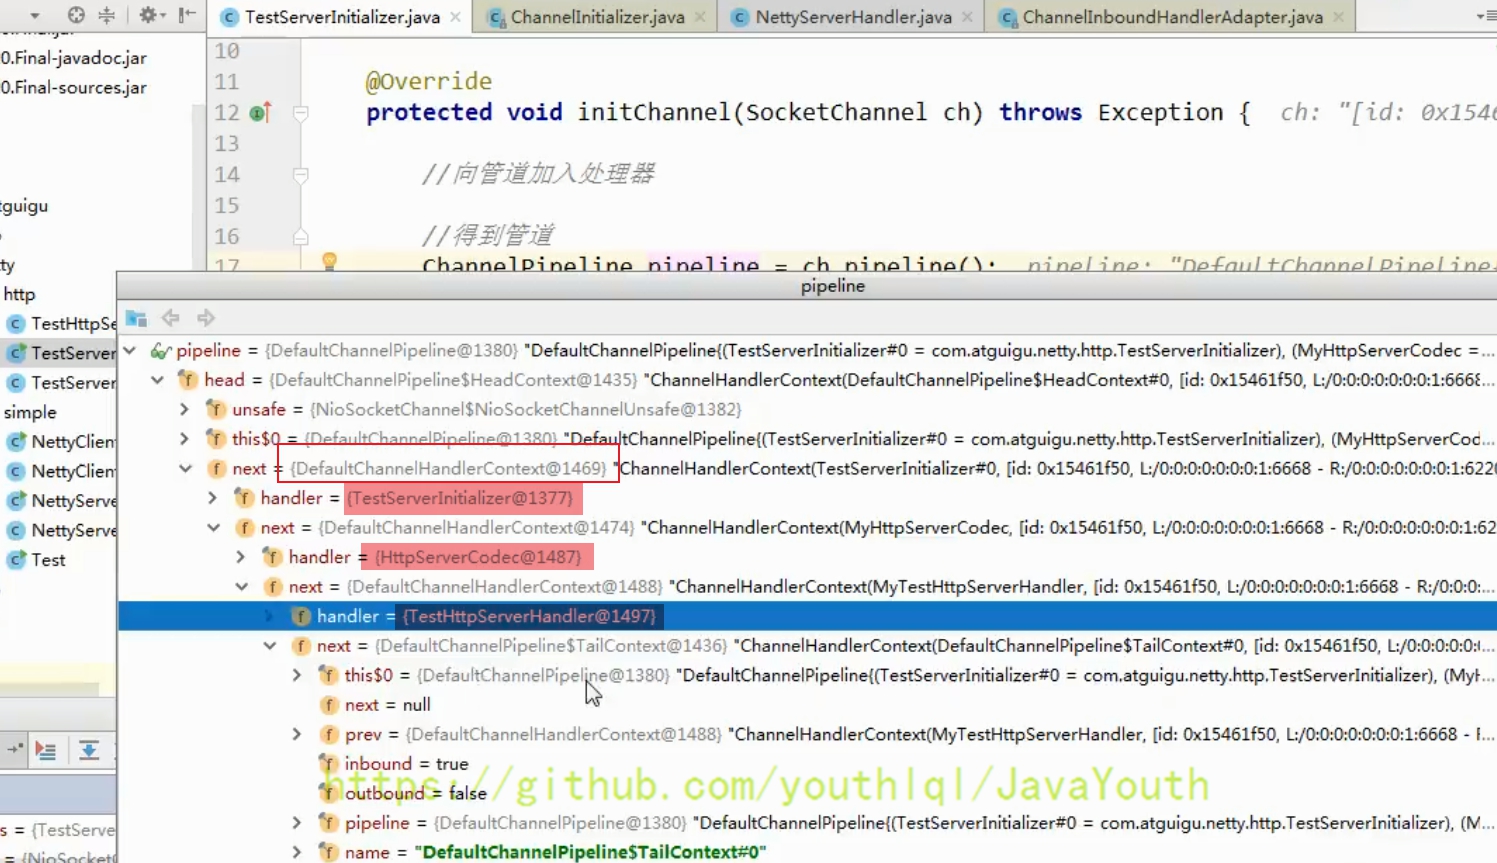 TestServerInitializer.java ChannelInitializer.java NettyServerHandler.java ChannelInboundHandlerAdapter.java
0.Final-javadoc.jar
0.Final-sources.jar
tguigu
ty
http
TestHttpSe
TestServer
TestServer
simple
NettyClien
NettyClien
NettyServe
NettyServe
Test
10
11 @Override
12 protected void initChannel(SocketChannel ch) throws Exception { ch: "[id: 0x1546
13
14 //向管道加入处理器
15
16 //得到管道
17 ChannelPipeline pipeline = ch.pipeline(); pipeline: "DefaultChannelPipeline
pipeline
pipeline = {DefaultChannelPipeline@1380} "DefaultChannelPipeline{(TestServerInitializer#0 = com.atguigu.netty.http.TestServerInitializer), (MyHttpServerCodec =...
head = {DefaultChannelPipeline$HeadContext@1435} "ChannelHandlerContext(DefaultChannelPipeline$HeadContext#0, [id: 0x15461f50, L:/0:0:0:0:0:0:0:1:6668...
unsafe = {NioSocketChannel$NioSocketChannelUnsafe@1382}
this$0 = {DefaultChannelPipeline@1380} "DefaultChannelPipeline{(TestServerInitializer#0 = com.atguigu.netty.http.TestServerInitializer), (MyHttpServerCod...
next = {DefaultChannelHandlerContext@1469} "ChannelHandlerContext(TestServerInitializer#0, [id: 0x15461f50, L:/0:0:0:0:0:0:0:1:6668 - R:/0:0:0:0:0:0:0:1:6220
handler = {TestServerInitializer@1377}
next = {DefaultChannelHandlerContext@1474} "ChannelHandlerContext(MyHttpServerCodec, [id: 0x15461f50, L:/0:0:0:0:0:0:0:1:6668 - R:/0:0:0:0:0:0:0:1:62
handler = {HttpServerCodec@1487}
next = {DefaultChannelHandlerContext@1488} "ChannelHandlerContext(MyTestHttpServerHandler, [id: 0x15461f50, L:/0:0:0:0:0:0:0:1:6668 - R:/0:0:0:...
handler = {TestHttpServerHandler@1497}
next = {DefaultChannelPipeline$TailContext@1436} "ChannelHandlerContext(DefaultChannelPipeline$TailContext#0, [id: 0x15461f50, L:/0:0:0:0:0:...
this$0 = {DefaultChannelPipeline@1380} "DefaultChannelPipeline{(TestServerInitializer#0 = com.atguigu.netty.http.TestServerInitializer), (MyH...
next = null
prev = {DefaultChannelHandlerContext@1488} "ChannelHandlerContext(MyTestHttpServerHandler, [id: 0x15461f50, L:/0:0:0:0:0:0:0:1:6668 - ...
inbound = true
https://github.com/youthlql/JavaYouth
outbound = false
pipeline = {DefaultChannelPipeline@1380} "DefaultChannelPipeline{(TestServerInitializer#0 = com.atguigu.netty.http.TestServerInitializer), (M...
name = "DefaultChannelPipeline$TailContext#0"
s = {TestServe
= {NioSocket